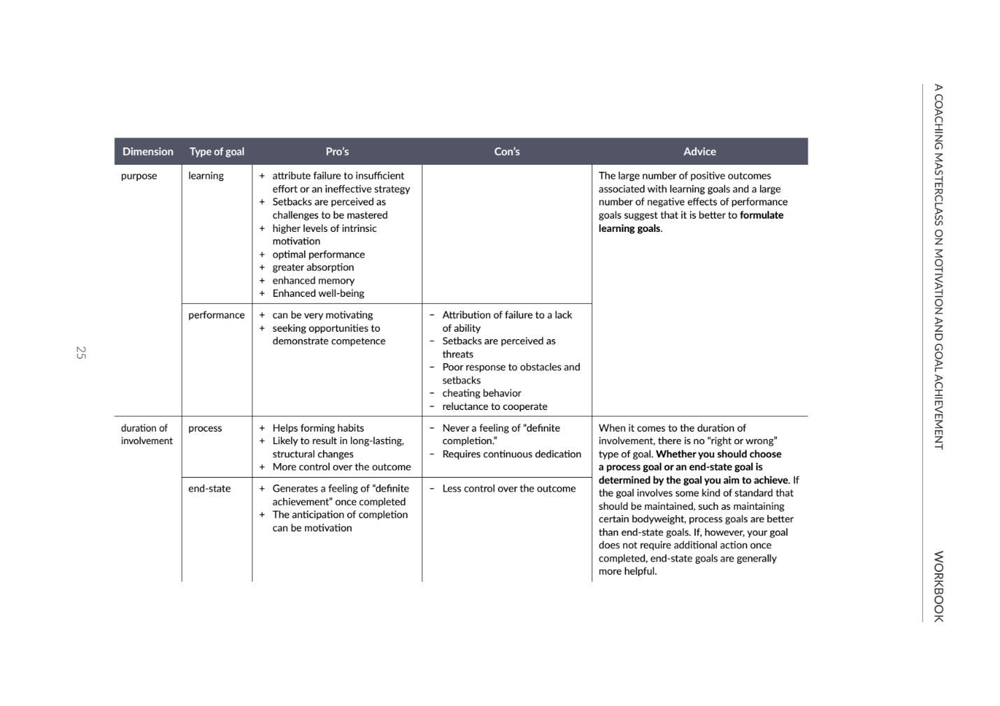 A COACHING MASTERCLASS ON MOTIVATION AND GOAL ACHIEVEMENT
WORKBOOK
Dimension Type of goal Pro's Con's Advice
purpose
learning
+ attribute failure to insufficient
effort or an ineffective strategy
+ Setbacks are perceived as
challenges to be mastered
+ higher levels of intrinsic
motivation
+ optimal performance
+ greater absorption
+ enhanced memory
+ Enhanced well-being
The large number of positive outcomes
associated with learning goals and a large
number of negative effects of performance
goals suggest that it is better to formulate
learning goals.
performance
+ can be very motivating
+ seeking opportunities to
demonstrate competence
– Attribution of failure to a lack
of ability
– Setbacks are perceived as
threats
– Poor response to obstacles and
setbacks
– cheating behavior
– reluctance to cooperate
duration of
involvement
process
+ Helps forming habits
+ Likely to result in long-lasting,
structural changes
+ More control over the outcome
– Never a feeling of “definite
completion.”
– Requires continuous dedication
When it comes to the duration of
involvement, there is no “right or wrong”
type of goal. Whether you should choose
a process goal or an end-state goal is
determined by the goal you aim to achieve. If
the goal involves some kind of standard that
should be maintained, such as maintaining
certain bodyweight, process goals are better
than end-state goals. If, however, your goal
does not require additional action once
completed, end-state goals are generally
more helpful.
end-state
+ Generates a feeling of “definite
achievement” once completed
+ The anticipation of completion
can be motivation
– Less control over the outcome
25